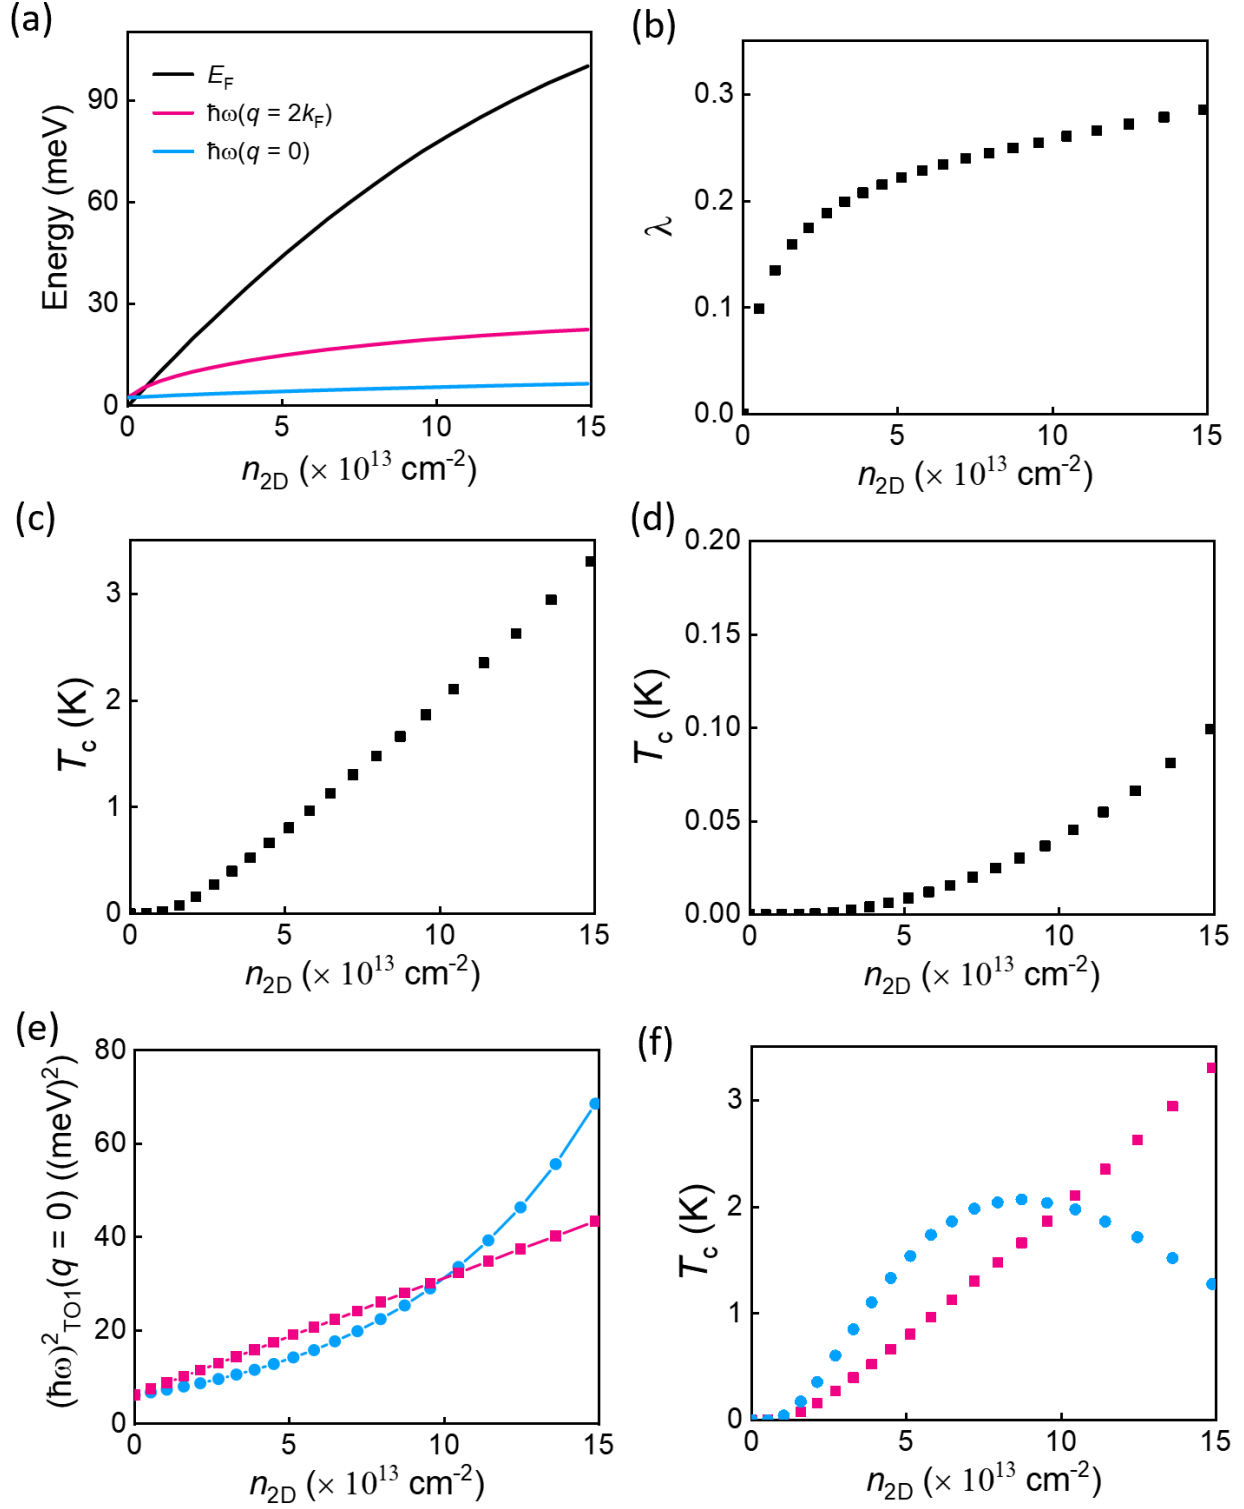 (a)
Energy (meV)
90
60
30
0
E_F
ħω(q = 2k_F)
ħω(q = 0)
0 5 10 15
n_2D (× 10^13 cm^-2)
(b)
λ
0.3
0.2
0.1
0.0
0 5 10 15
n_2D (× 10^13 cm^-2)
(c)
T_c (K)
3
2
1
0
0 5 10 15
n_2D (× 10^13 cm^-2)
(d)
T_c (K)
0.20
0.15
0.10
0.05
0.00
0 5 10 15
n_2D (× 10^13 cm^-2)
(e)
(ħω)^2_TO1(q = 0) ((meV)^2)
80
60
40
20
0
0 5 10 15
n_2D (× 10^13 cm^-2)
(f)
T_c (K)
3
2
1
0
0 5 10 15
n_2D (× 10^13 cm^-2)